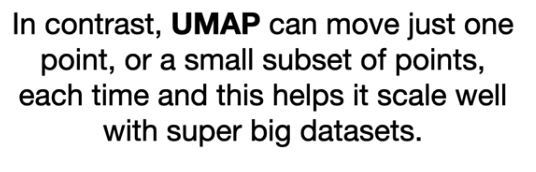 In contrast, UMAP can move just one
point, or a small subset of points,
each time and this helps it scale well
with super big datasets.